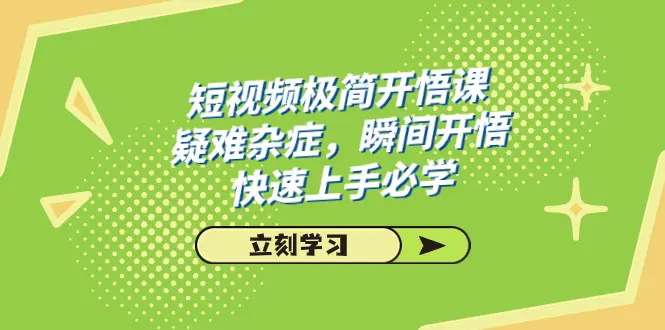 短视频极简开悟课
疑难杂症，瞬间开悟
快速上手必学
立刻学习